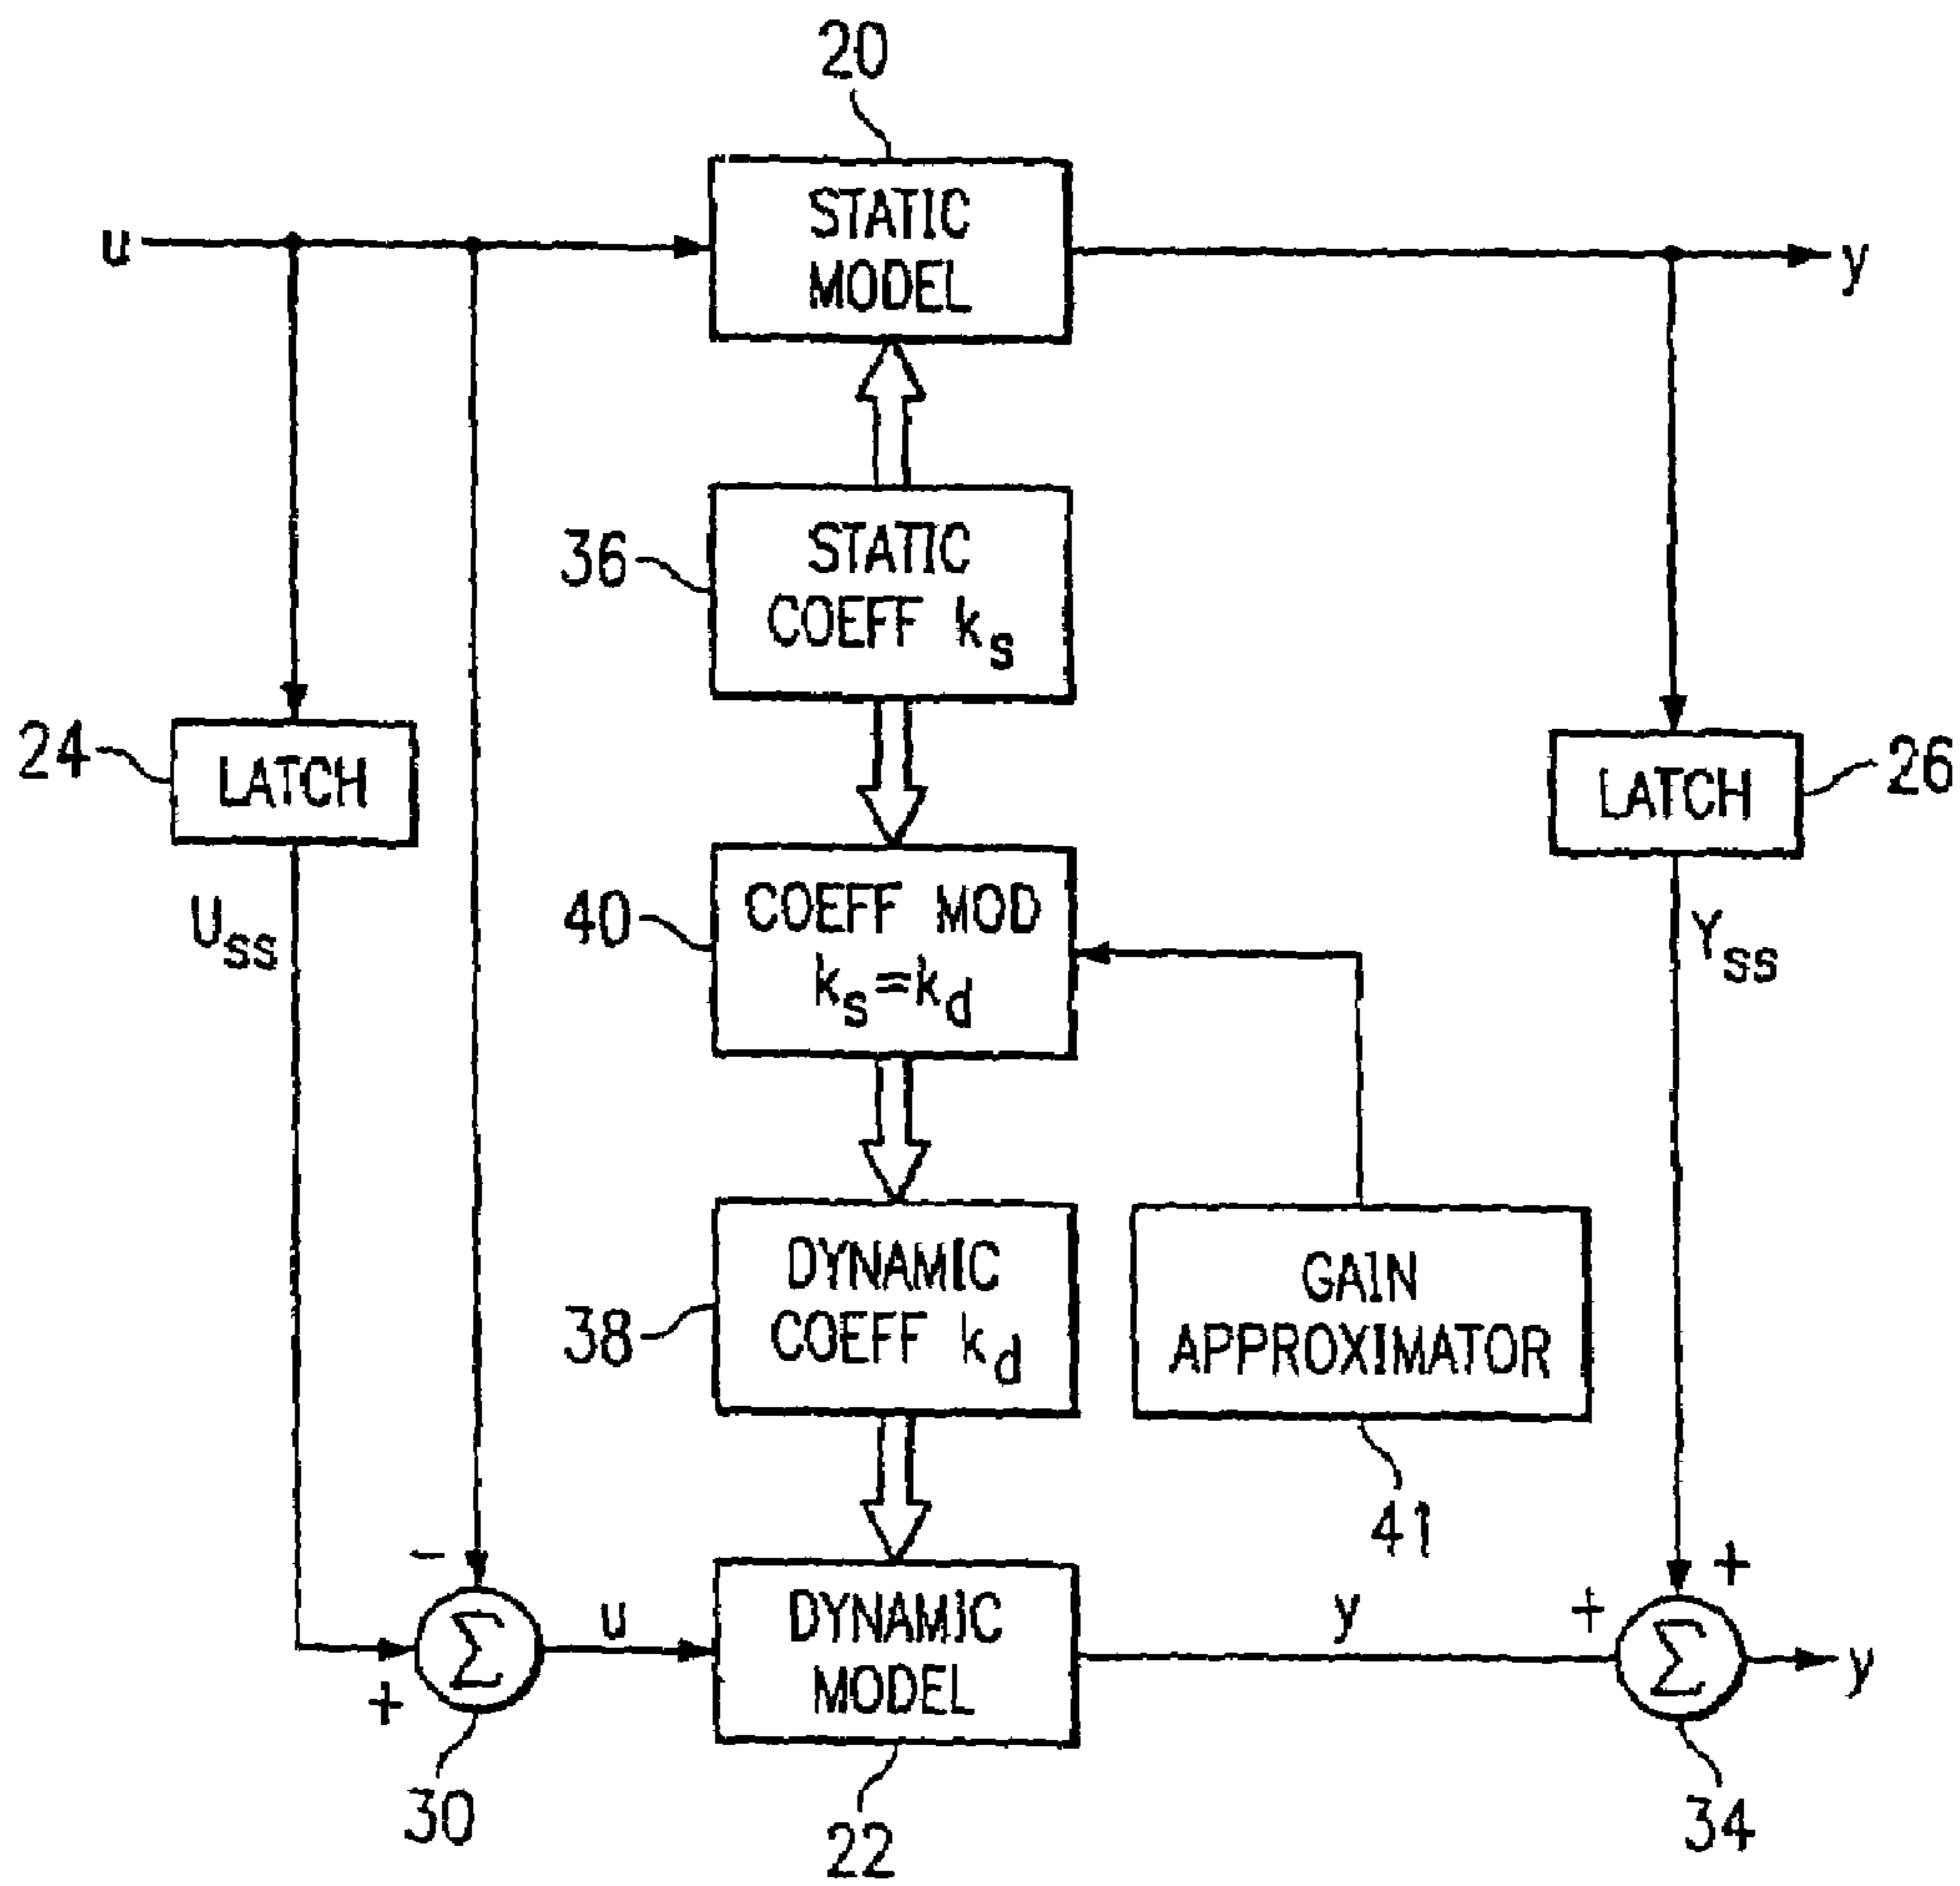 20
STATIC
MODEL
u
y
36
STATIC
COEFF ks
24
LATCH
LATCH
26
Uss
40
COEFF MOD
ks=kd
Yss
38
DYNAMIC
COEFF kd
GAIN
APPROXIMATOR
41
−
+
u
y
+
Σ
DYNAMIC
MODEL
Σ
y
+
30
22
34